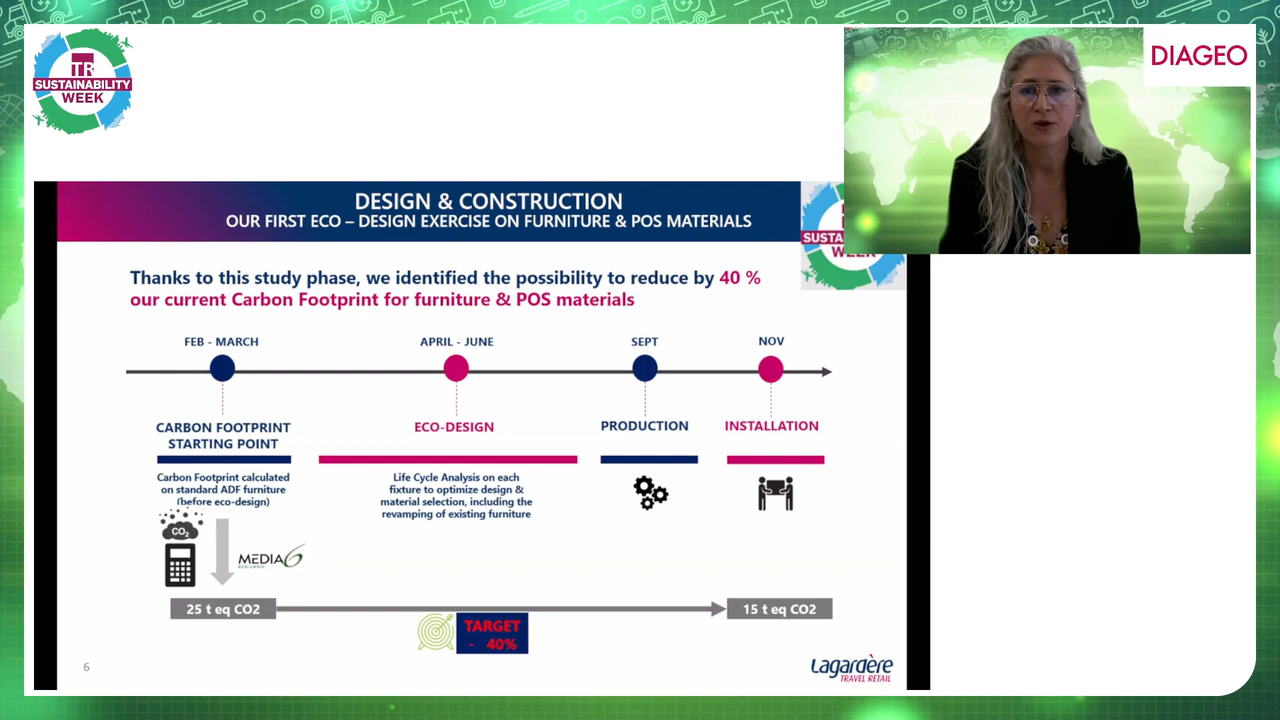 TR
SUSTAINABILITY
WEEK
DIAGEO
DESIGN & CONSTRUCTION
OUR FIRST ECO – DESIGN EXERCISE ON FURNITURE & POS MATERIALS
SUSTA
WEEK
Thanks to this study phase, we identified the possibility to reduce by 40 %
our current Carbon Footprint for furniture & POS materials
FEB - MARCH
APRIL - JUNE
SEPT
NOV
CARBON FOOTPRINT
STARTING POINT
ECO-DESIGN
PRODUCTION
INSTALLATION
Carbon Footprint calculated
on standard ADF furniture
(before eco-design)
Life Cycle Analysis on each
fixture to optimize design &
material selection, including the
revamping of existing furniture
CO2
MEDIA6
ECO-LOGIC
25 t eq CO2
15 t eq CO2
TARGET
- 40%
6
Lagardère
TRAVEL RETAIL